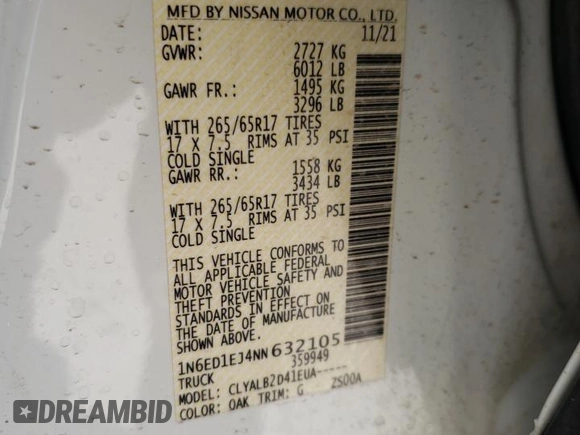 MFD BY NISSAN MOTOR CO., LTD.
DATE: 11/21
GVWR: 2727 KG
6012 LB
GAWR FR.: 1495 KG
3296 LB
WITH 265/65R17 TIRES
17 X 7.5 RIMS AT 35 PSI
COLD SINGLE
GAWR RR.: 1558 KG
3434 LB
WITH 265/65R17 TIRES
17 X 7.5 RIMS AT 35 PSI
COLD SINGLE
THIS VEHICLE CONFORMS TO
ALL APPLICABLE FEDERAL
MOTOR VEHICLE SAFETY AND
THEFT PREVENTION
STANDARDS IN EFFECT ON
THE DATE OF MANUFACTURE
SHOWN ABOVE.
1N6ED1EJ4NN632105
TRUCK 359949
MODEL: CLYALB2D41EUA-----
COLOR: QAK TRIM: G ZS00A
DREAMBID